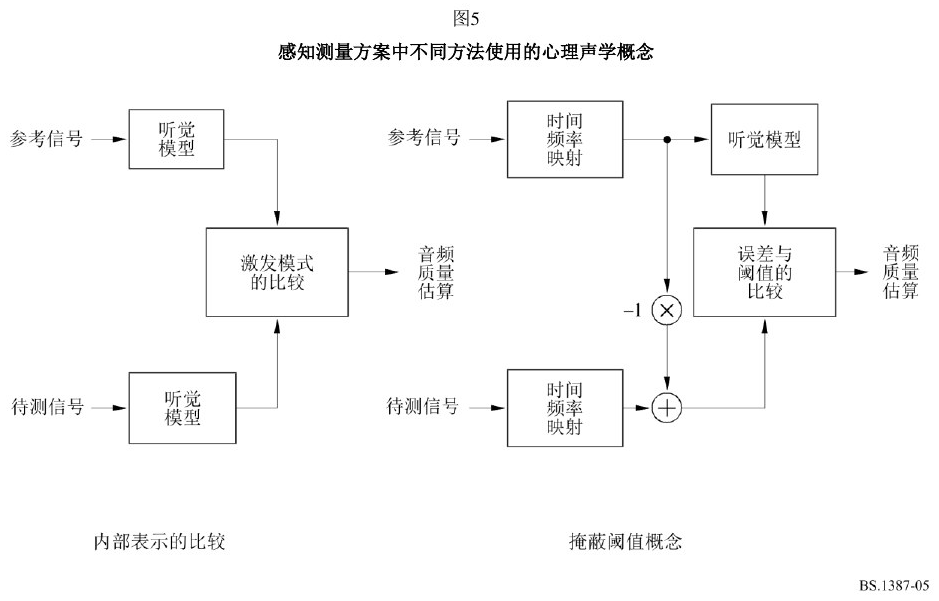 图5
感知测量方案中不同方法使用的心理声学概念
参考信号
听觉
模型
激发模式
的比较
音频
质量
估算
待测信号
听觉
模型
内部表示的比较
参考信号
时间
频率
映射
听觉模型
误差与
阈值的
比较
音频
质量
估算
–1
×
待测信号
时间
频率
映射
+
掩蔽阈值概念
BS.1387-05